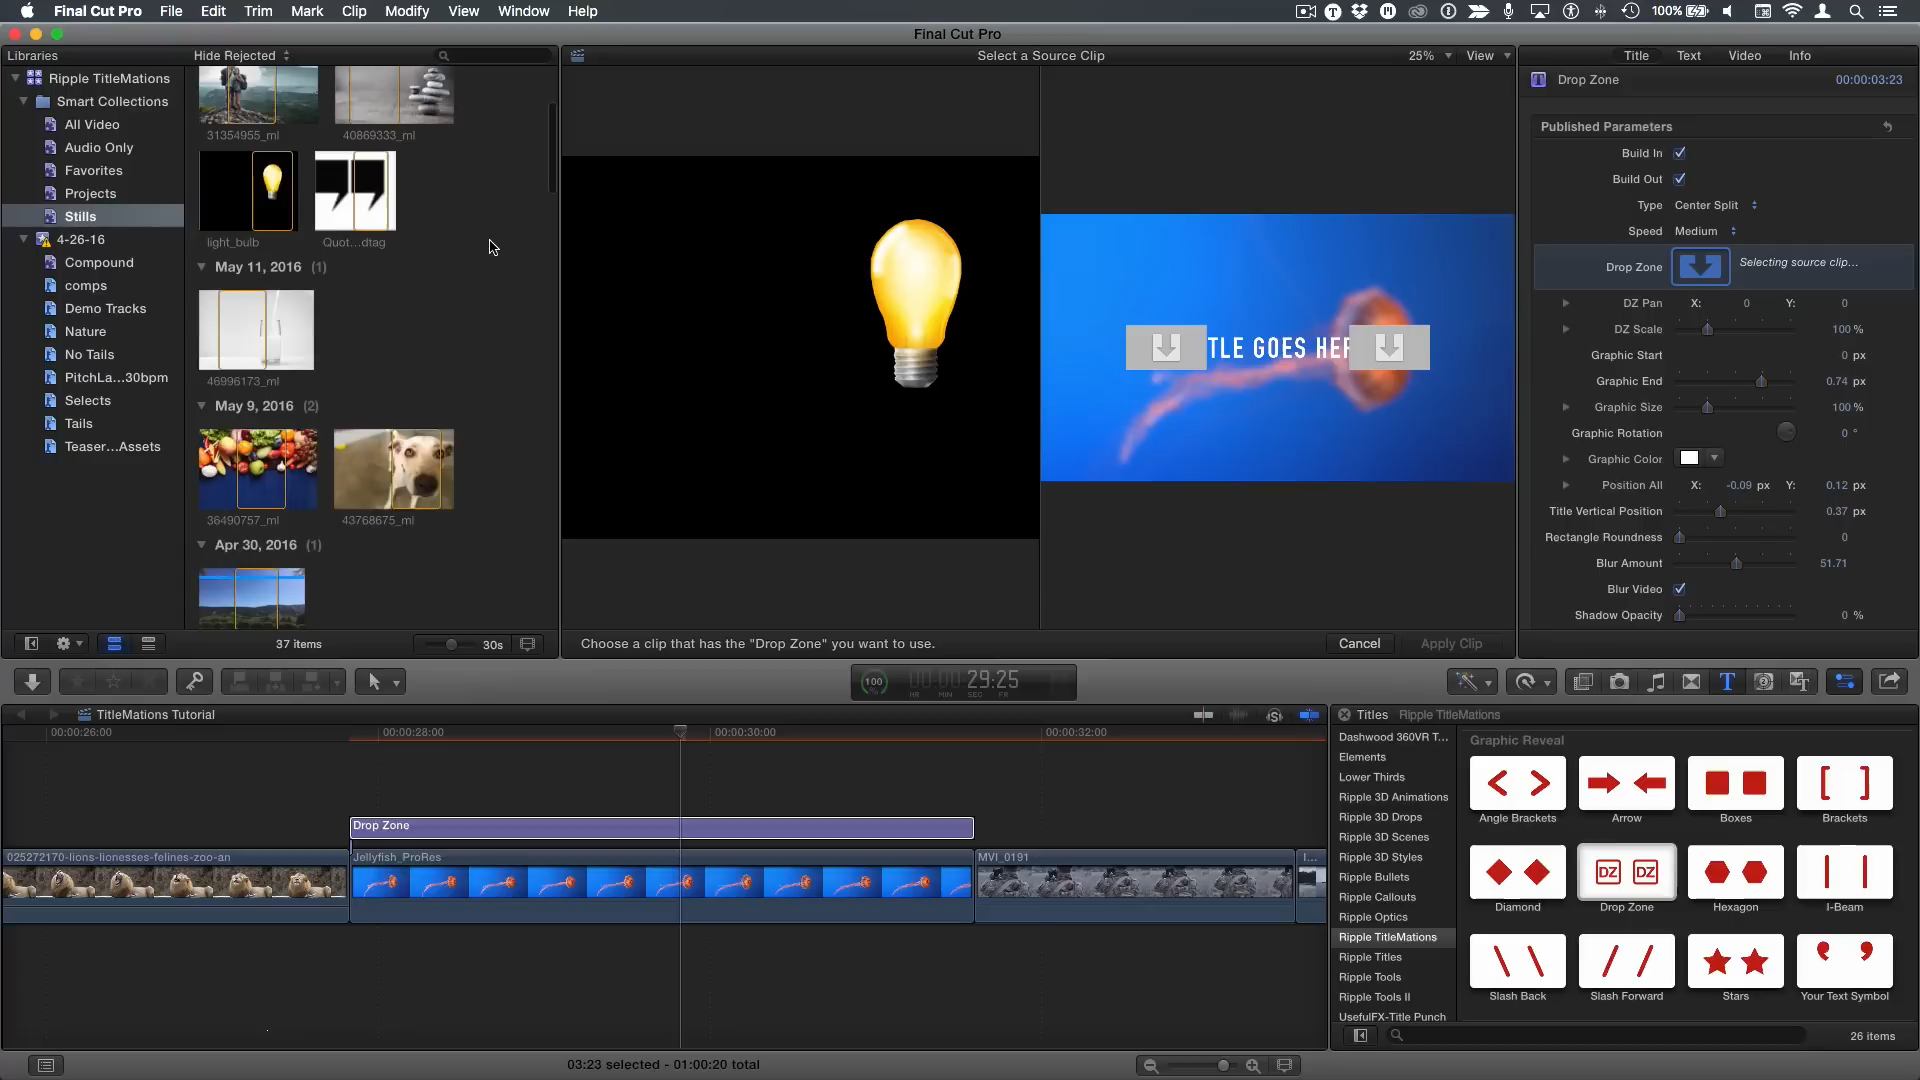 Final Cut Pro File Edit Trim Mark Clip Modify View Window Help 100%
Final Cut Pro
Libraries
Hide Rejected
Ripple TitleMations
Smart Collections
All Video
Audio Only
Favorites
Projects
Stills
4-26-16
Compound
comps
Demo Tracks
Nature
No Tails
PitchLa...30bpm
Selects
Tails
Teaser...Assets
31354955_ml
40869333_ml
light_bulb
Quot...dtag
May 11, 2016 (1)
46996173_ml
May 9, 2016 (2)
36490757_ml
43768675_ml
Apr 30, 2016 (1)
37 items
30s
Select a Source Clip
25%
View
TLE GOES HER
Choose a clip that has the "Drop Zone" you want to use.
Cancel
Apply Clip
Title Text Video Info
Drop Zone 00:00:03:23
Published Parameters
Build In
Build Out
Type Center Split
Speed Medium
Drop Zone Selecting source clip...
DZ Pan X: 0 Y: 0
DZ Scale 100 %
Graphic Start 0 px
Graphic End 0.74 px
Graphic Size 100 %
Graphic Rotation 0 °
Graphic Color
Position All X: -0.09 px Y: 0.12 px
Title Vertical Position 0.37 px
Rectangle Roundness 0
Blur Amount 51.71
Blur Video
Shadow Opacity 0 %
100 % 00:00:29:25
HR MIN SEC FR
TitleMations Tutorial
00:00:26:00
00:00:28:00
00:00:30:00
00:00:32:00
Drop Zone
025272170-lions-lionesses-felines-zoo-an
Jellyfish_ProRes
MVI_0191
I...
03:23 selected - 01:00:20 total
Titles Ripple TitleMations
Dashwood 360VR T...
Elements
Lower Thirds
Ripple 3D Animations
Ripple 3D Drops
Ripple 3D Scenes
Ripple 3D Styles
Ripple Bullets
Ripple Callouts
Ripple Optics
Ripple TitleMations
Ripple Titles
Ripple Tools
Ripple Tools II
UsefulFX-Title Punch
Graphic Reveal
Angle Brackets
Arrow
Boxes
Brackets
Diamond
DZ DZ
Drop Zone
Hexagon
I-Beam
Slash Back
Slash Forward
Stars
Your Text Symbol
26 items